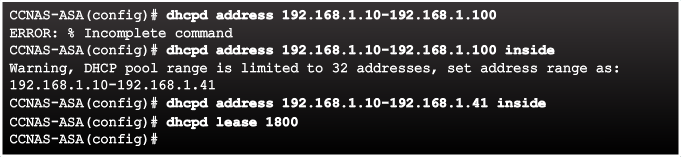 CCNAS-ASA(config)# dhcpd address 192.168.1.10-192.168.1.100
ERROR: % Incomplete command
CCNAS-ASA(config)# dhcpd address 192.168.1.10-192.168.1.100 inside
Warning, DHCP pool range is limited to 32 addresses, set address range as:
192.168.1.10-192.168.1.41
CCNAS-ASA(config)# dhcpd address 192.168.1.10-192.168.1.41 inside
CCNAS-ASA(config)# dhcpd lease 1800
CCNAS-ASA(config)#